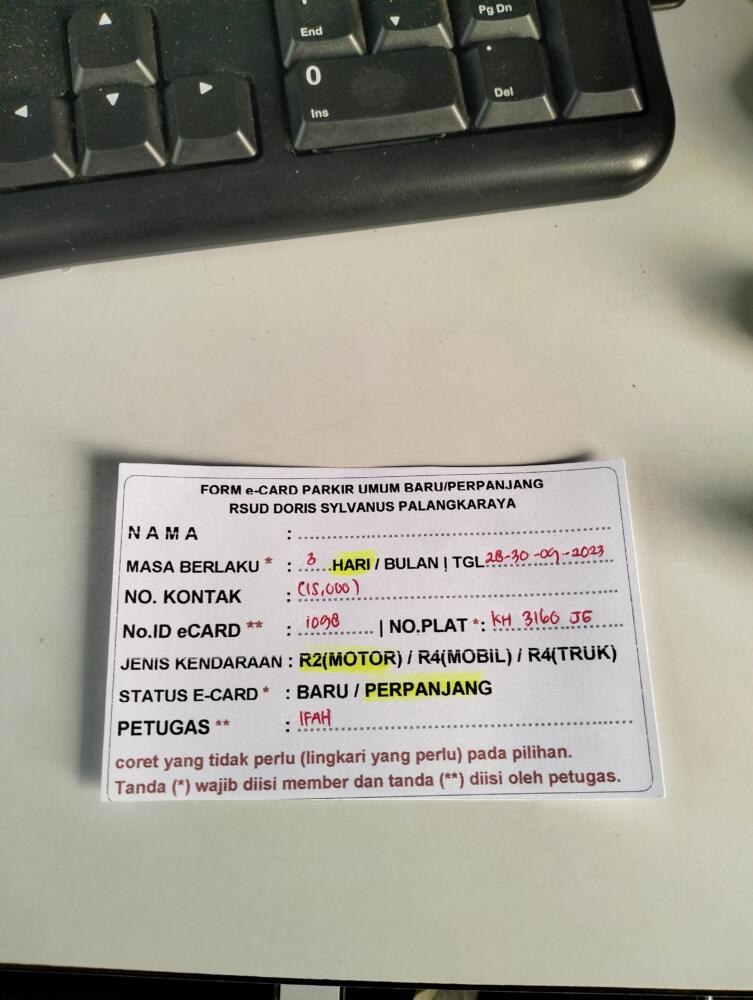 End
Pg Dn
0
Ins
Del
FORM e-CARD PARKIR UMUM BARU/PERPANJANG
RSUD DORIS SYLVANUS PALANGKARAYA
NAMA :
MASA BERLAKU * : 3 HARI / BULAN | TGL 28-30-09-2023
NO. KONTAK : (15,000)
No.ID eCARD ** : 1098 | NO.PLAT *: KH 3160 JE
JENIS KENDARAAN : R2(MOTOR) / R4(MOBIL) / R4(TRUK)
STATUS E-CARD * : BARU / PERPANJANG
PETUGAS ** : IFAH
coret yang tidak perlu (lingkari yang perlu) pada pilihan.
Tanda (*) wajib diisi member dan tanda (**) diisi oleh petugas.